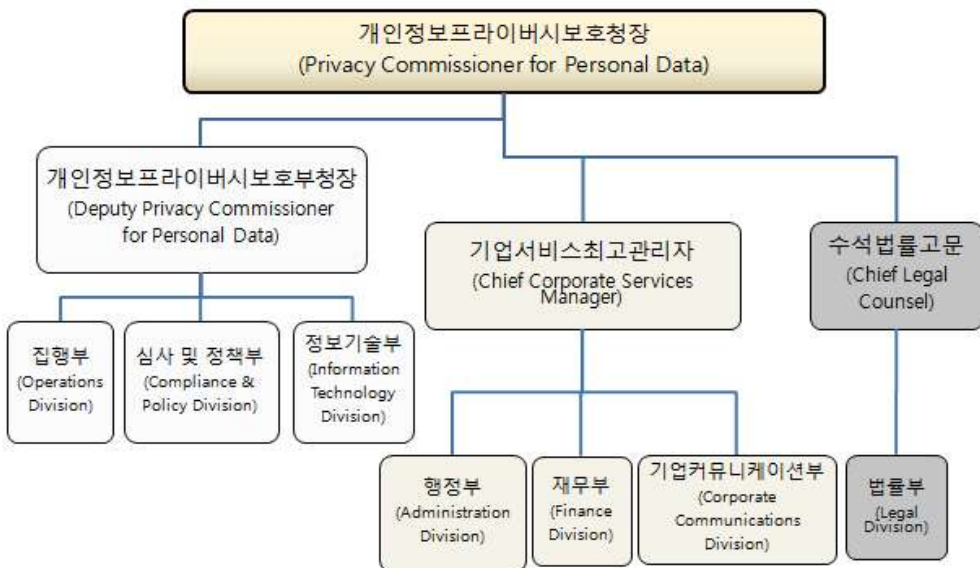 개인정보프라이버시보호청장
(Privacy Commissioner for Personal Data)
개인정보프라이버시보호부청장
(Deputy Privacy Commissioner
for Personal Data)
기업서비스최고관리자
(Chief Corporate Services
Manager)
수석법률고문
(Chief Legal
Counsel)
집행부
(Operations
Division)
심사 및 정책부
(Compliance &
Policy Division)
정보기술부
(Information
Technology
Division)
행정부
(Administration
Division)
재무부
(Finance
Division)
기업커뮤니케이션부
(Corporate
Communications
Division)
법률부
(Legal
Division)